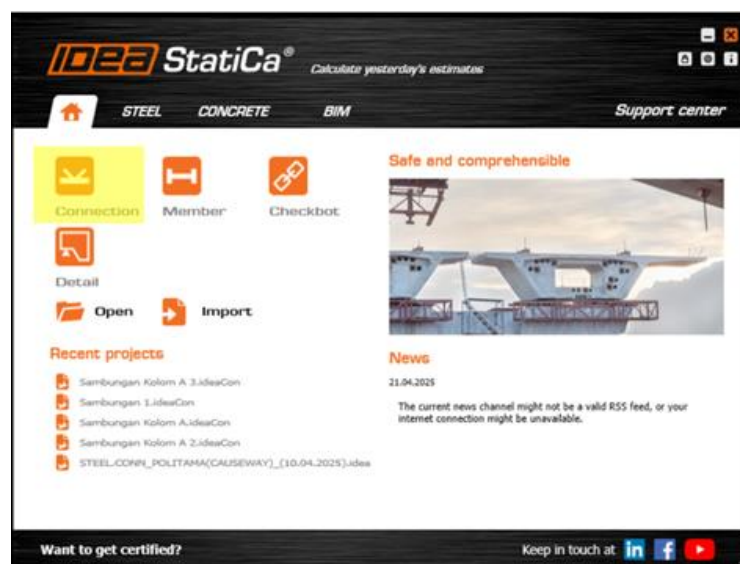 IDEA StatiCa®
Calculate yesterday's estimates
STEEL CONCRETE BIM Support center
Connection Member Checkbot
Detail
Open Import
Recent projects
Sambungan Kolom A 3.ideaCon
Sambungan 1.ideaCon
Sambungan Kolom A.ideaCon
Sambungan Kolom A 2.ideaCon
STEEL.CONN_POLITAMA(CAUSEWAY)_(10.04.2025).idea
Safe and comprehensible
News
21.04.2025
The current news channel might not be a valid RSS feed, or your
internet connection might be unavailable.
Want to get certified? Keep in touch at